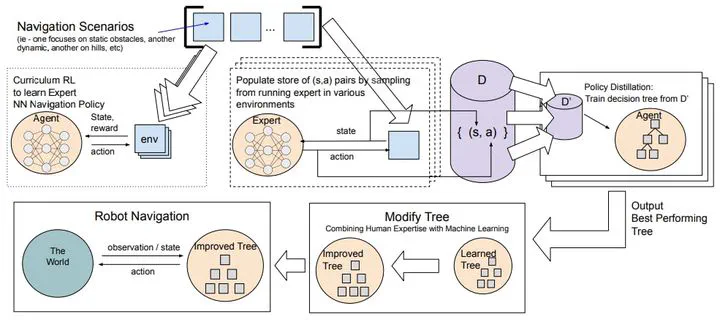 Navigation Scenarios
(ie - one focuses on static obstacles, another
dynamic, another on hills, etc)
...
Curriculum RL
to learn Expert
NN Navigation Policy
Agent
State,
reward
action
env
Populate store of (s,a) pairs by sampling
from running expert in various
environments
Expert
state
action
D
{ (s, a) }
D'
Policy Distillation:
Train decision tree from D'
Agent
Output
Best Performing
Tree
Robot Navigation
The
World
observation / state
action
Improved Tree
Modify Tree
Combining Human Expertise with Machine Learning
Improved
Tree
Learned
Tree